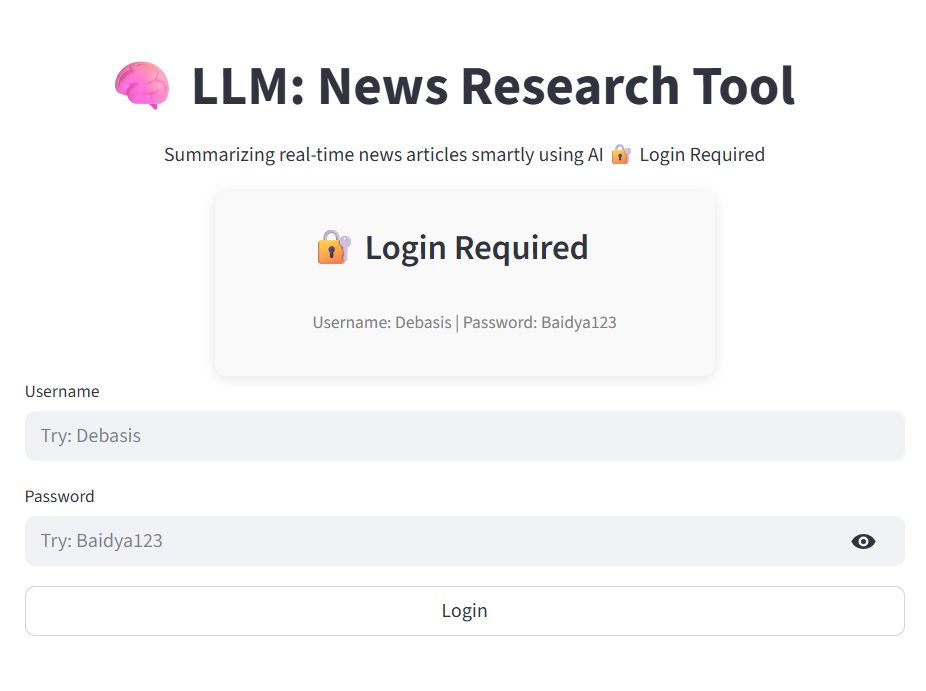 LLM: News Research Tool
Summarizing real-time news articles smartly using AI 🔐 Login Required
🔐 Login Required
Username: Debasis | Password: Baidya123
Username
Try: Debasis
Password
Try: Baidya123
Login